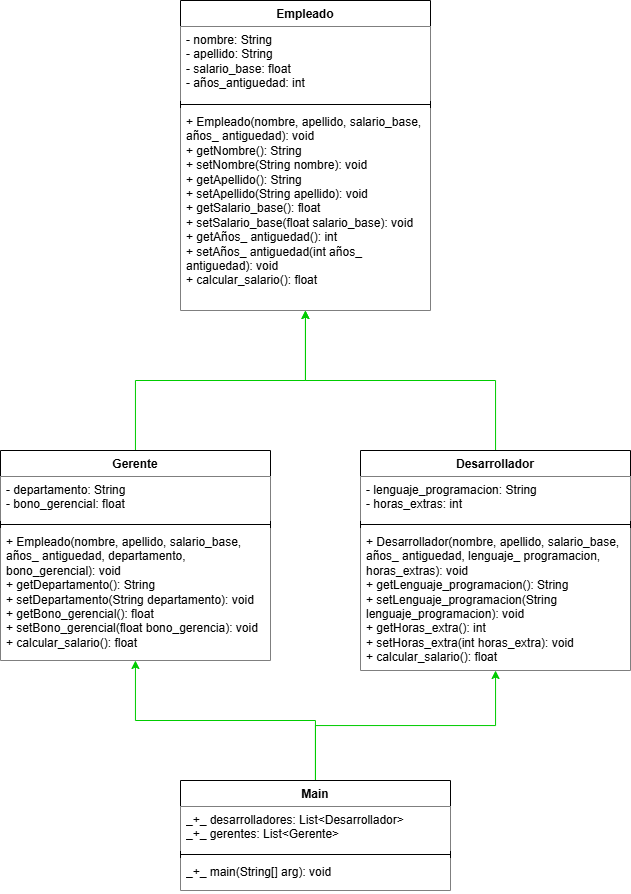 Empleado
- nombre: String
- apellido: String
- salario_base: float
- años_antiguedad: int
+ Empleado(nombre, apellido, salario_base,
años_ antiguedad): void
+ getNombre(): String
+ setNombre(String nombre): void
+ getApellido(): String
+ setApellido(String apellido): void
+ getSalario_base(): float
+ setSalario_base(float salario_base): void
+ getAños_ antiguedad(): int
+ setAños_ antiguedad(int años_
antiguedad): void
+ calcular_salario(): float
Gerente
- departamento: String
- bono_gerencial: float
+ Empleado(nombre, apellido, salario_base,
años_ antiguedad, departamento,
bono_gerencial): void
+ getDepartamento(): String
+ setDepartamento(String departamento): void
+ getBono_gerencial(): float
+ setBono_gerencial(float bono_gerencia): void
+ calcular_salario(): float
Desarrollador
- lenguaje_programacion: String
- horas_extras: int
+ Desarrollador(nombre, apellido, salario_base,
años_ antiguedad, lenguaje_ programacion,
horas_extras): void
+ getLenguaje_programacion(): String
+ setLenguaje_programacion(String
lenguaje_programacion): void
+ getHoras_extra(): int
+ setHoras_extra(int horas_extra): void
+ calcular_salario(): float
Main
_+_ desarrolladores: List<Desarrollador>
_+_ gerentes: List<Gerente>
_+_ main(String[] arg): void